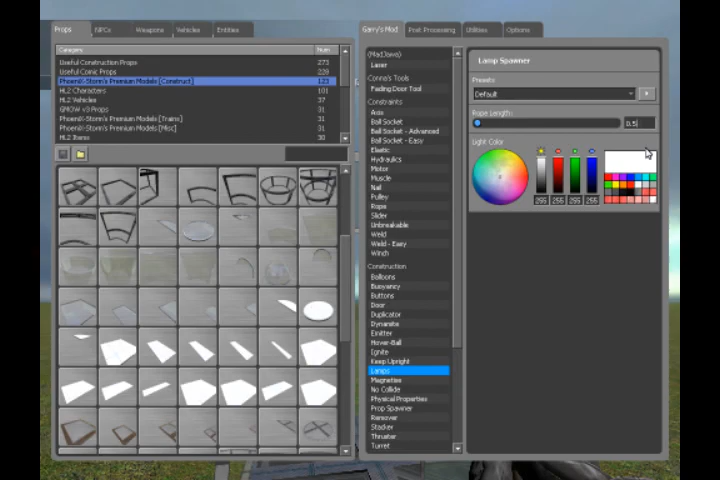 Props NPCs Weapons Vehicles Entities
Category Num
Useful Construction Props 273
Useful Comic Props 229
PhoeniX-Storm's Premium Models [Construct] 123
HL2 Characters 101
HL2 Vehicles 37
GMOW v3 Props 31
PhoeniX-Storm's Premium Models [Trains] 31
PhoeniX-Storm's Premium Models [Misc] 31
HL2 Items 30
Garry's Mod Post Processing Utilities Options
(MadJawa)
Laser
Conna's Tools
Fading Door Tool
Constraints
Axis
Ball Socket
Ball Socket - Advanced
Ball Socket - Easy
Elastic
Hydraulics
Motor
Muscle
Nail
Pulley
Rope
Slider
Unbreakable
Weld
Weld - Easy
Winch
Construction
Balloons
Buoyancy
Buttons
Door
Duplicator
Dynamite
Emitter
Hover-Ball
Ignite
Keep Upright
Lamps
Magnetise
No Collide
Physical Properties
Prop Spawner
Remover
Stacker
Thruster
Turret
Lamp Spawner
Presets
Default
Rope Length:
0.5
Light Color
255 255 255 255